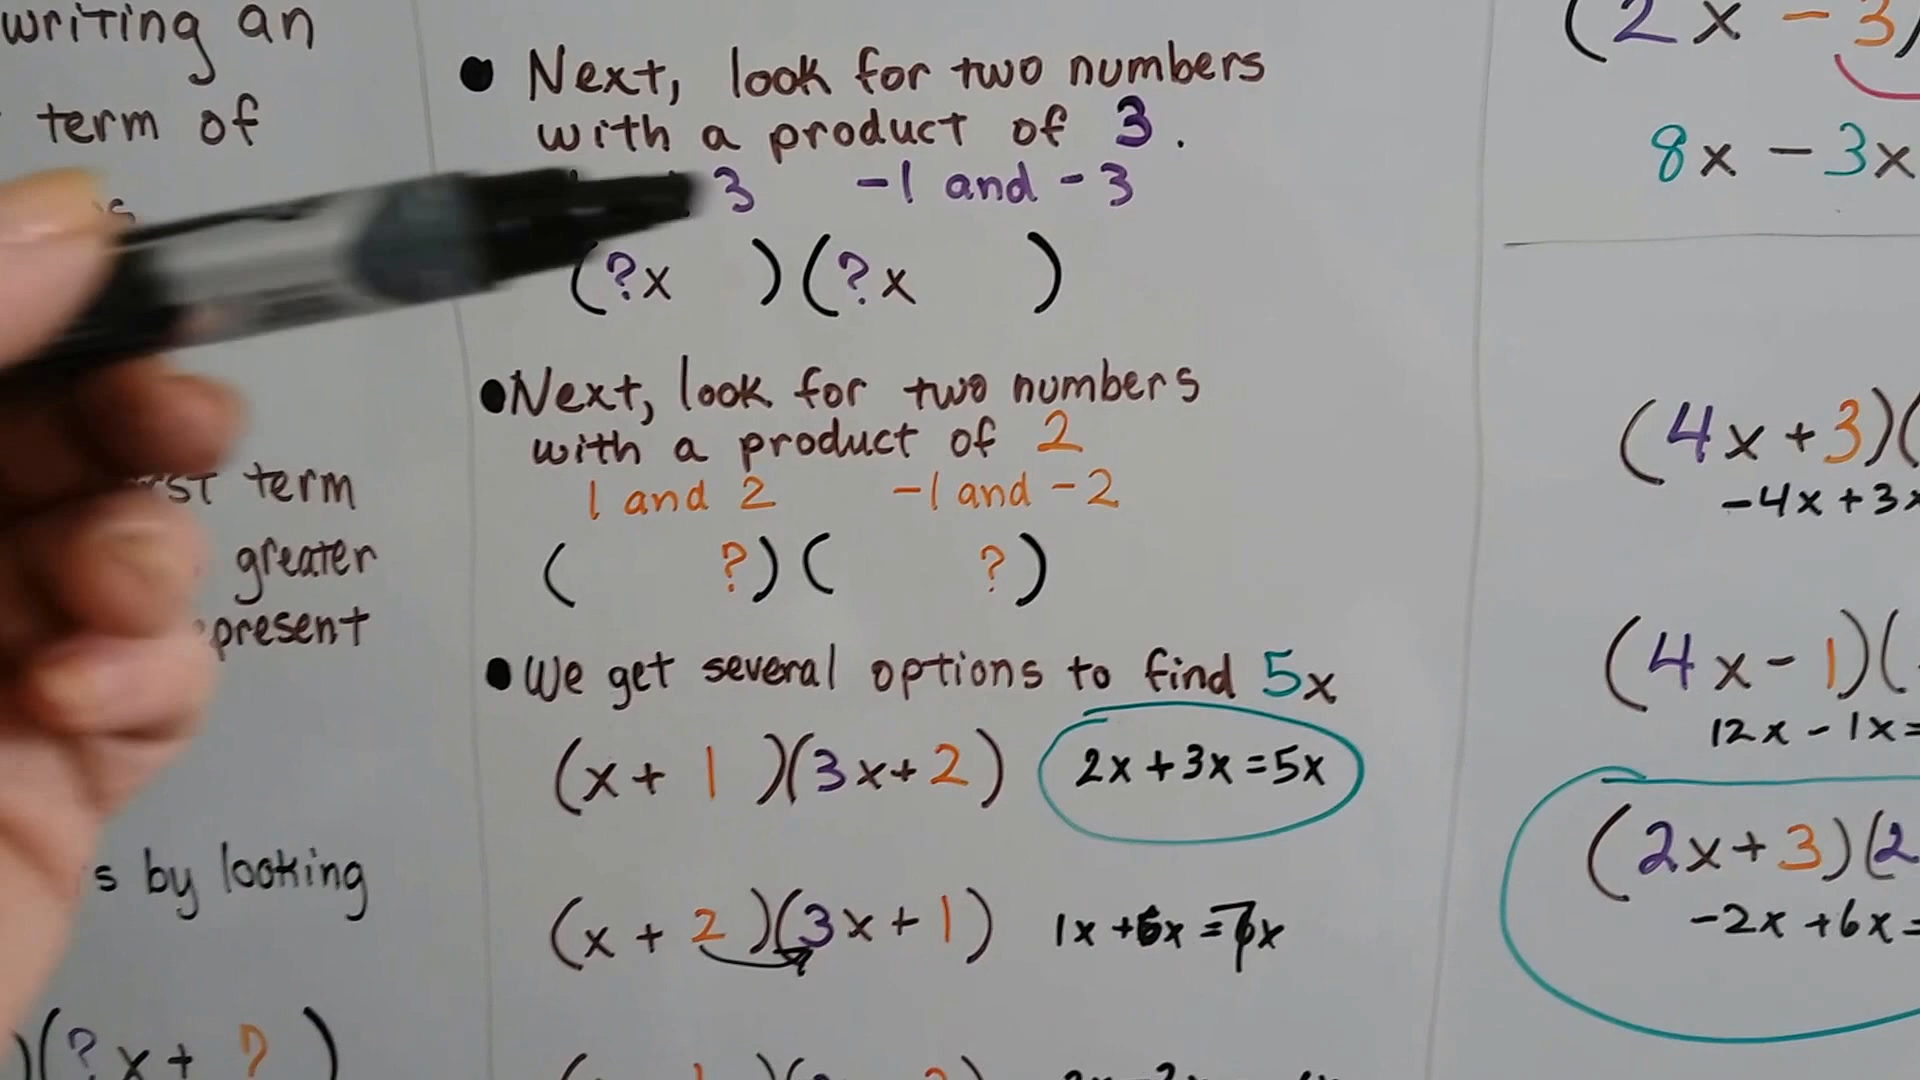 writing an
term of
term
greater
present
s by looking
)(?x + ?)
• Next, look for two numbers
with a product of 3.
3 -1 and -3
(?x )(?x )
• Next, look for two numbers
with a product of 2
1 and 2 -1 and -2
( ?)( ?)
• We get several options to find 5x
(x + 1 )(3x+2) 2x+3x=5x
(x + 2 )(3x + 1) 1x +6x =7x
(2x - 3)
8x - 3x
(4x+3)(
-4x+3x
(4x-1)(
12x-1x=
(2x+3)(2
-2x+6x=